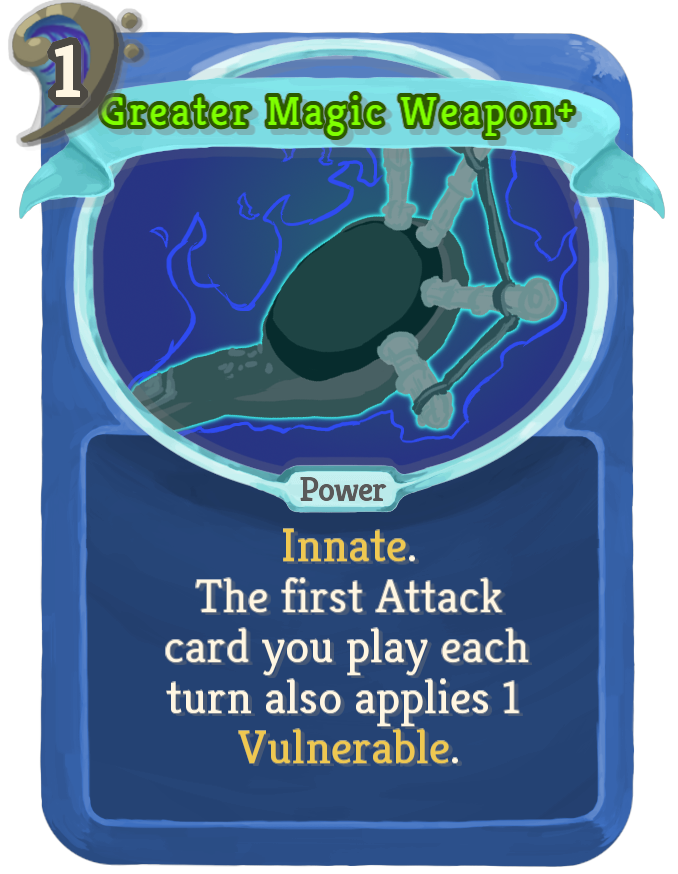 1
Greater Magic Weapon+
Power
Innate.
The first Attack
card you play each
turn also applies 1
Vulnerable.